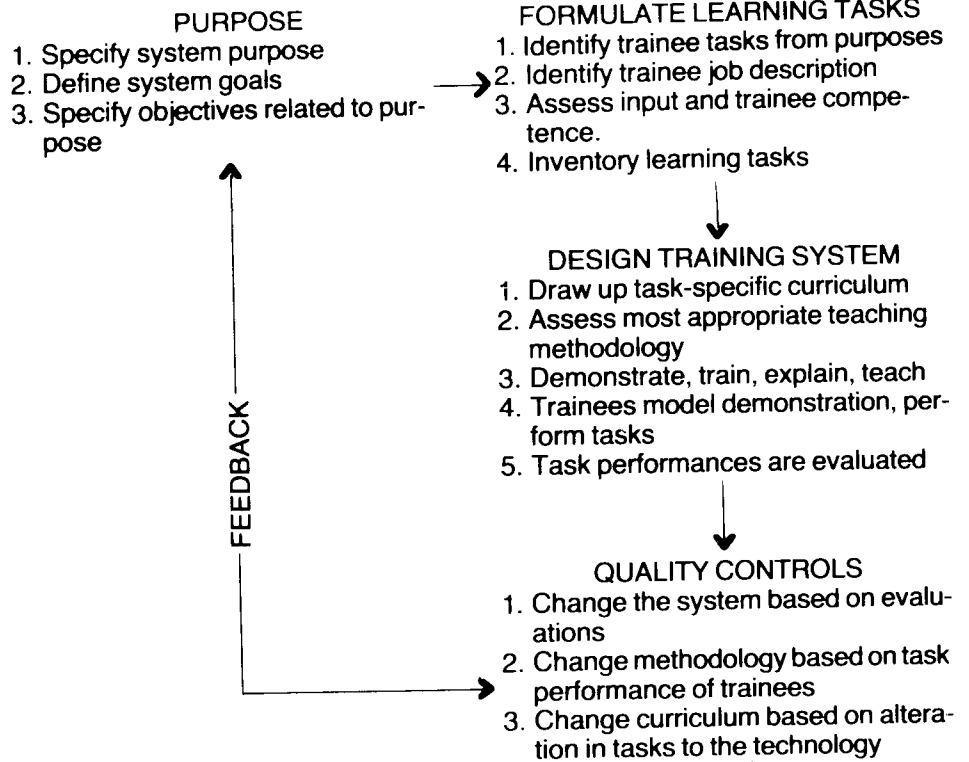 PURPOSE
1. Specify system purpose
2. Define system goals
3. Specify objectives related to pur-
pose
FORMULATE LEARNING TASKS
1. Identify trainee tasks from purposes
2. Identify trainee job description
3. Assess input and trainee compe-
tence.
4. Inventory learning tasks
DESIGN TRAINING SYSTEM
1. Draw up task-specific curriculum
2. Assess most appropriate teaching
methodology
3. Demonstrate, train, explain, teach
4. Trainees model demonstration, per-
form tasks
5. Task performances are evaluated
FEEDBACK
QUALITY CONTROLS
1. Change the system based on evalu-
ations
2. Change methodology based on task
performance of trainees
3. Change curriculum based on altera-
tion in tasks to the technology